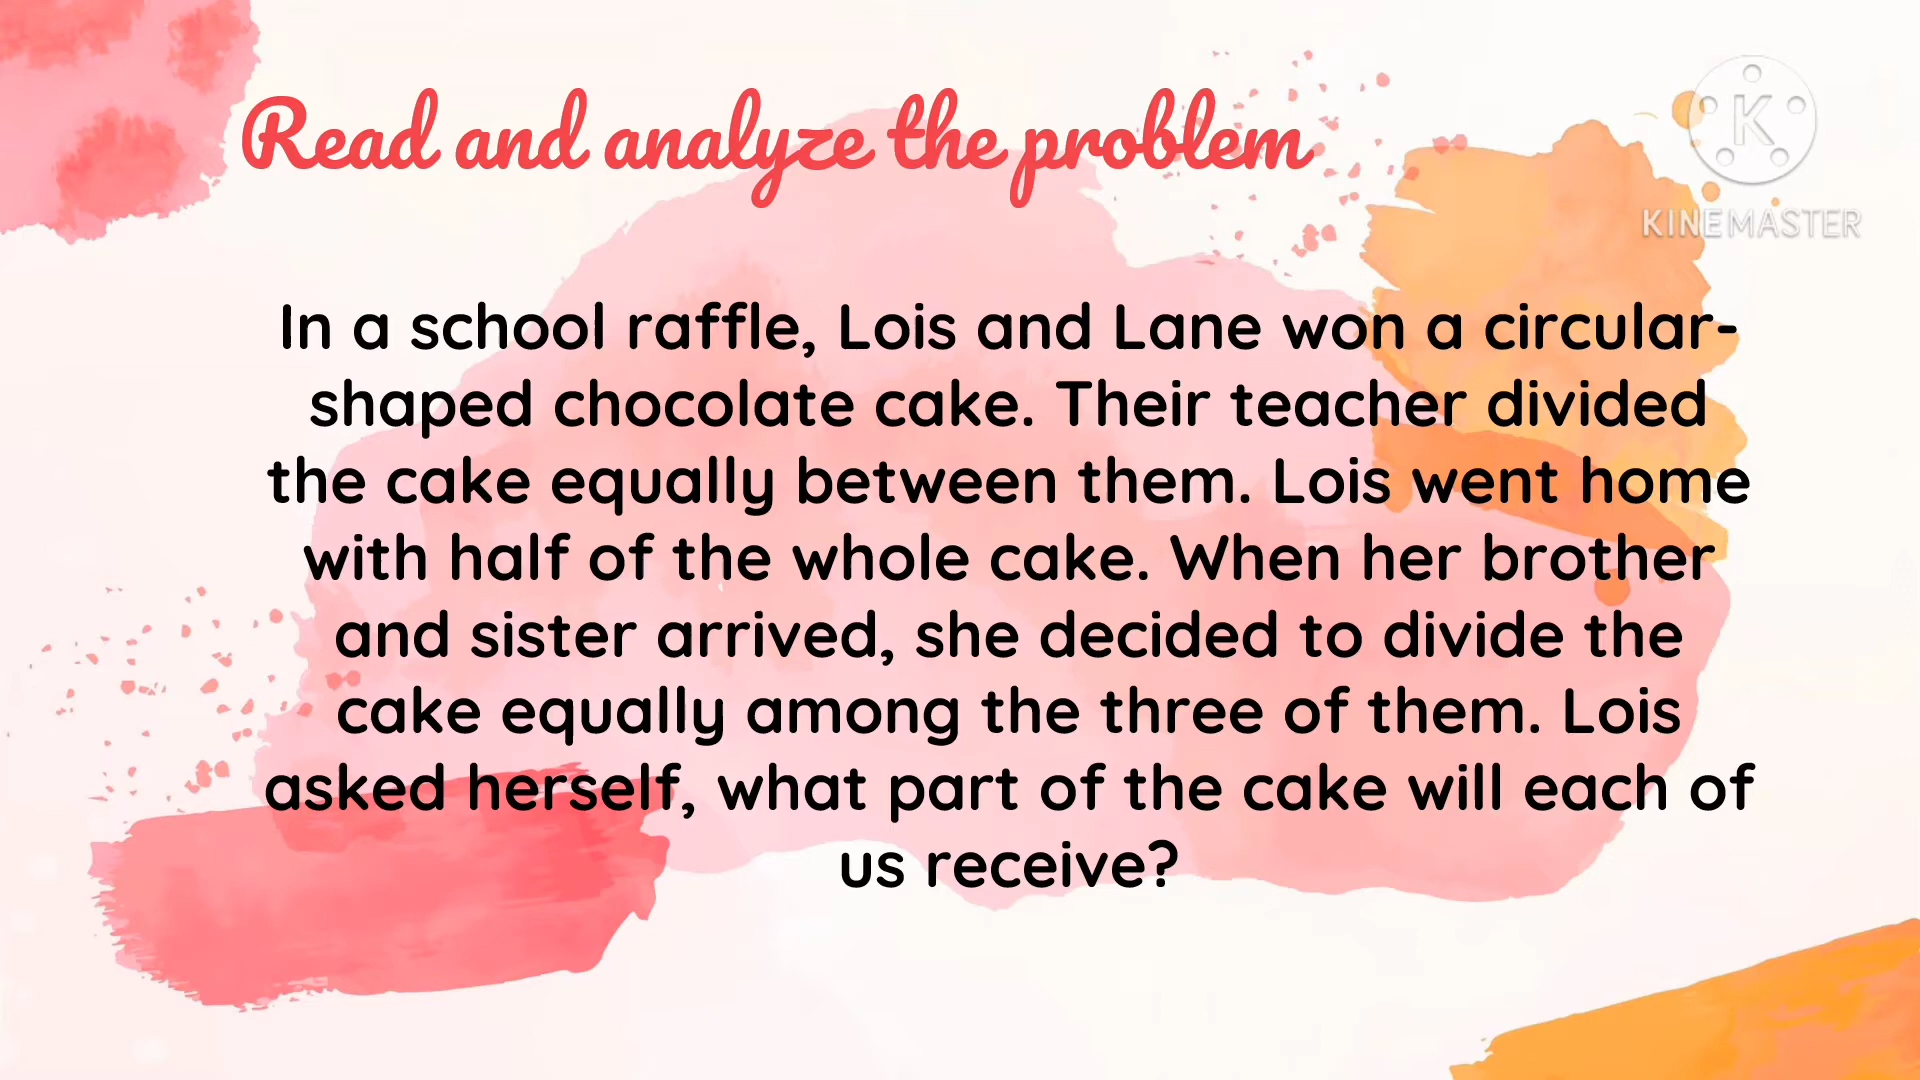 Read and analyze the problem
K
KINEMASTER
In a school raffle, Lois and Lane won a circular-
shaped chocolate cake. Their teacher divided
the cake equally between them. Lois went home
with half of the whole cake. When her brother
and sister arrived, she decided to divide the
cake equally among the three of them. Lois
asked herself, what part of the cake will each of
us receive?